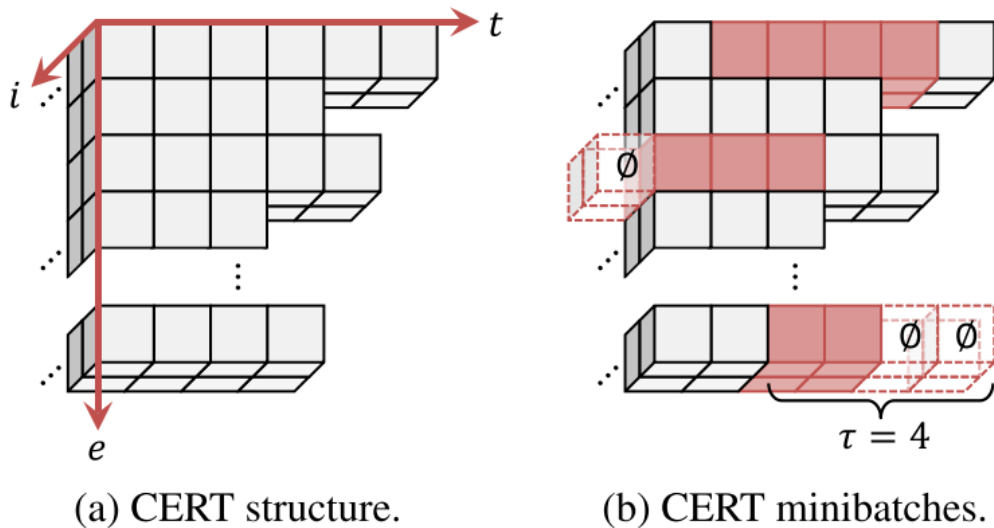 t
i
e
∅
∅ ∅
τ = 4
(a) CERT structure.
(b) CERT minibatches.